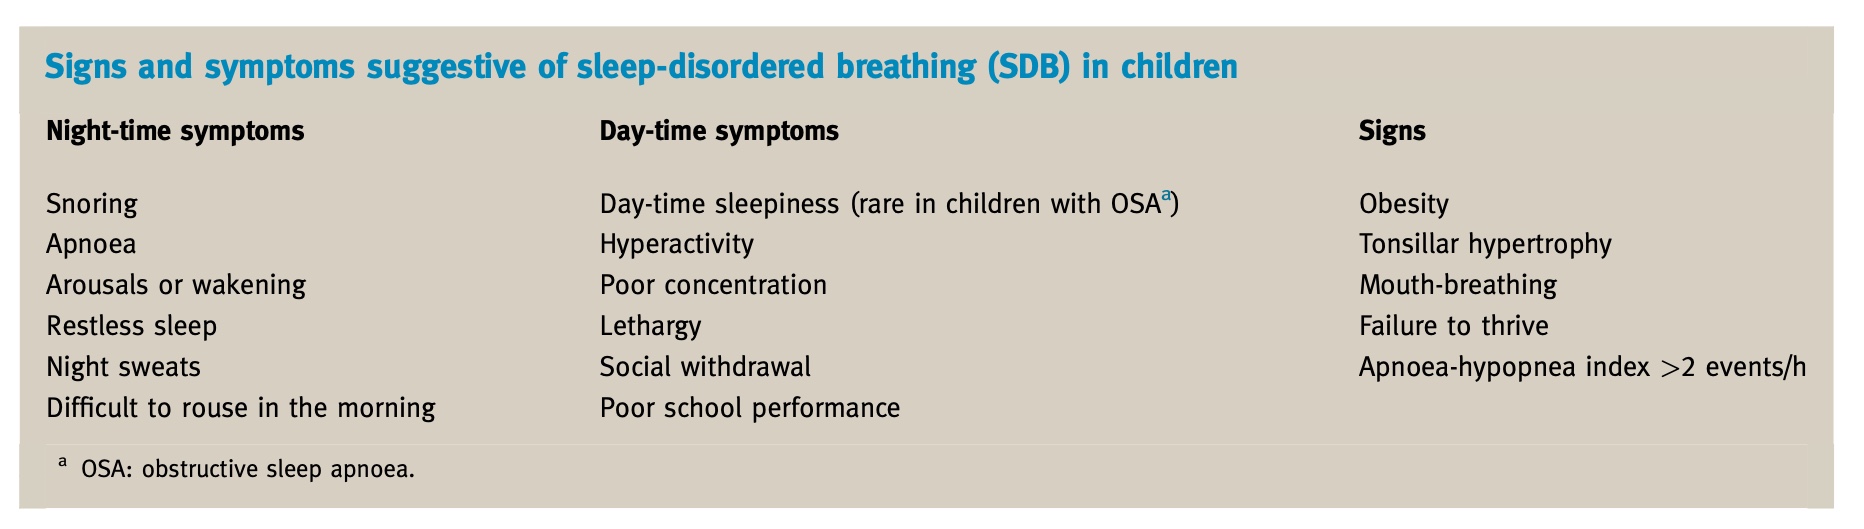 Signs and symptoms suggestive of sleep-disordered breathing (SDB) in children
Night-time symptoms Day-time symptoms Signs
Snoring Day-time sleepiness (rare in children with OSAᵃ) Obesity
Apnoea Hyperactivity Tonsillar hypertrophy
Arousals or wakening Poor concentration Mouth-breathing
Restless sleep Lethargy Failure to thrive
Night sweats Social withdrawal Apnoea-hypopnea index >2 events/h
Difficult to rouse in the morning Poor school performance
ᵃ OSA: obstructive sleep apnoea.